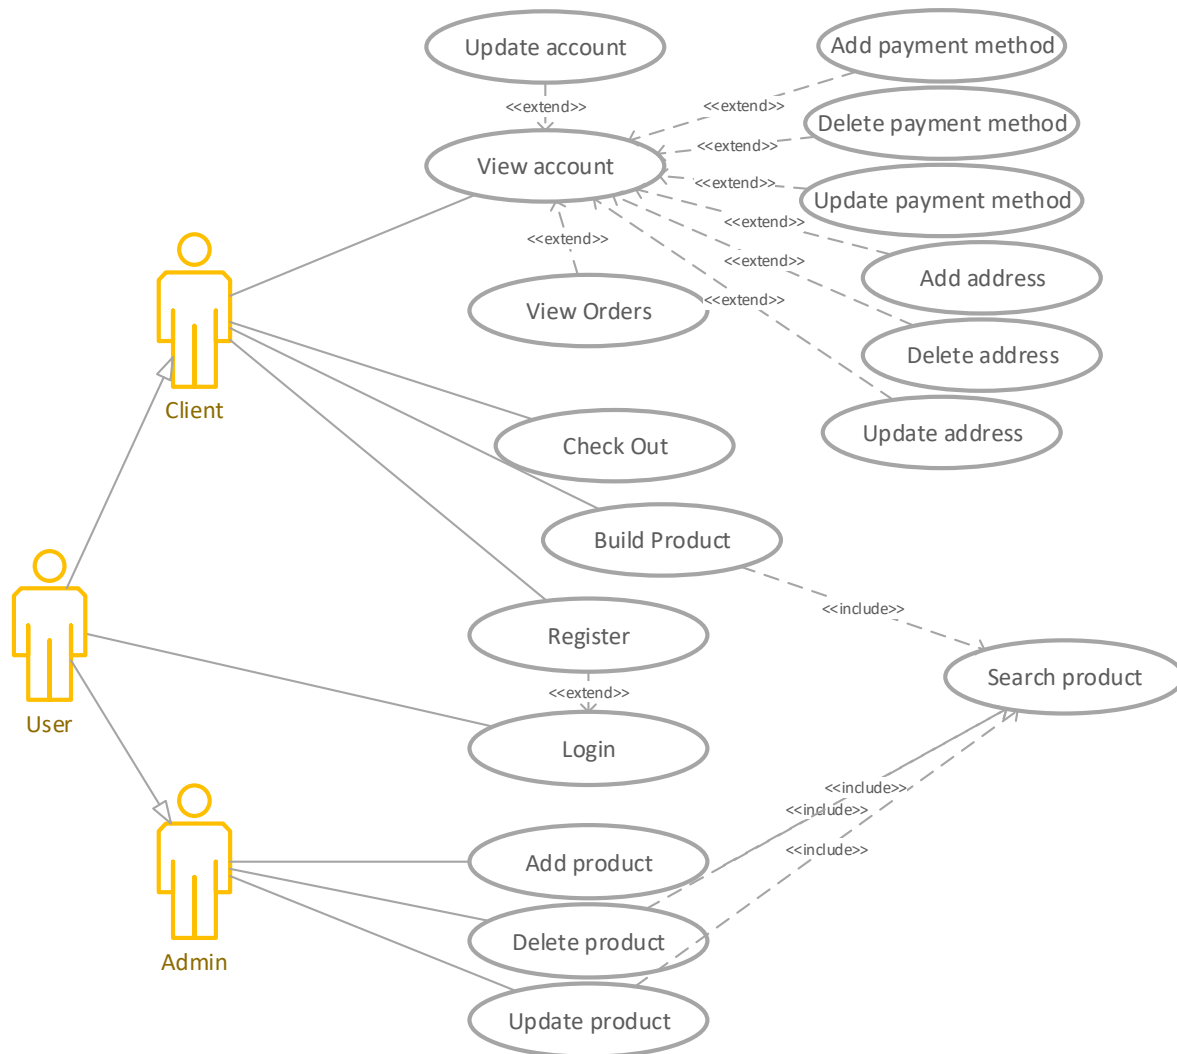 Update account
Add payment method
<<extend>>
<<extend>>
Delete payment method
<<extend>>
View account
<<extend>>
Update payment method
<<extend>>
<<extend>>
<<extend>>
Add address
<<extend>>
View Orders
Delete address
Client
Update address
Check Out
Build Product
<<include>>
Register
Search product
<<extend>>
User
Login
<<include>>
<<include>>
<<include>>
Add product
Delete product
Admin
Update product